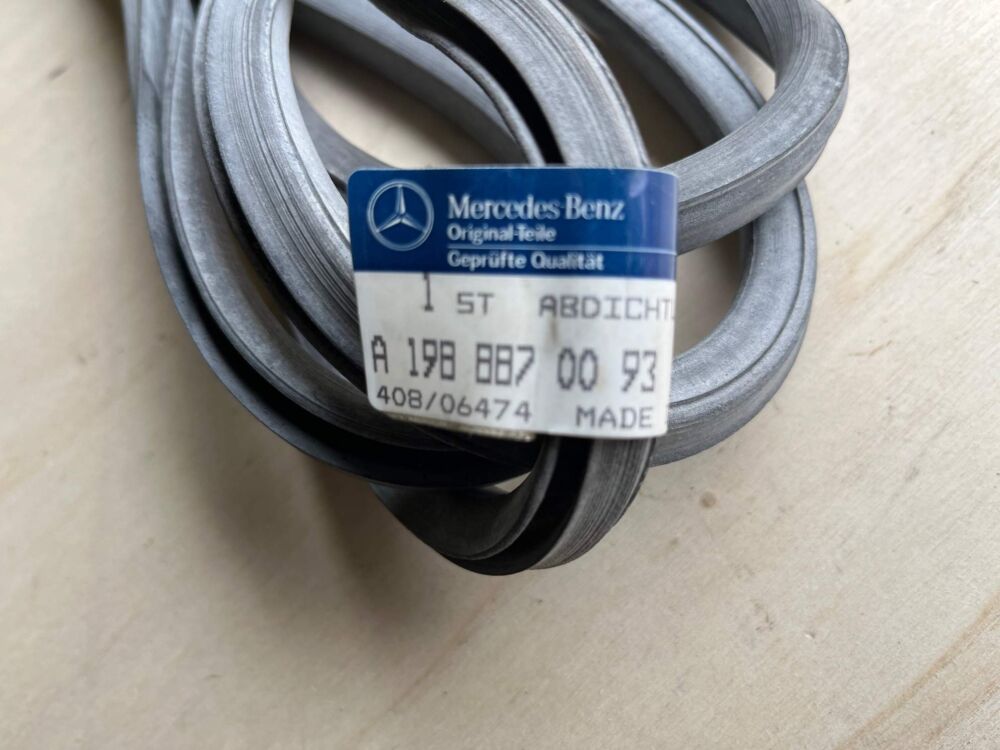 Mercedes-Benz
Original-Teile
Geprüfte Qualität
1 ST ABDICHT
A 198 887 00 93
408/06474 MADE